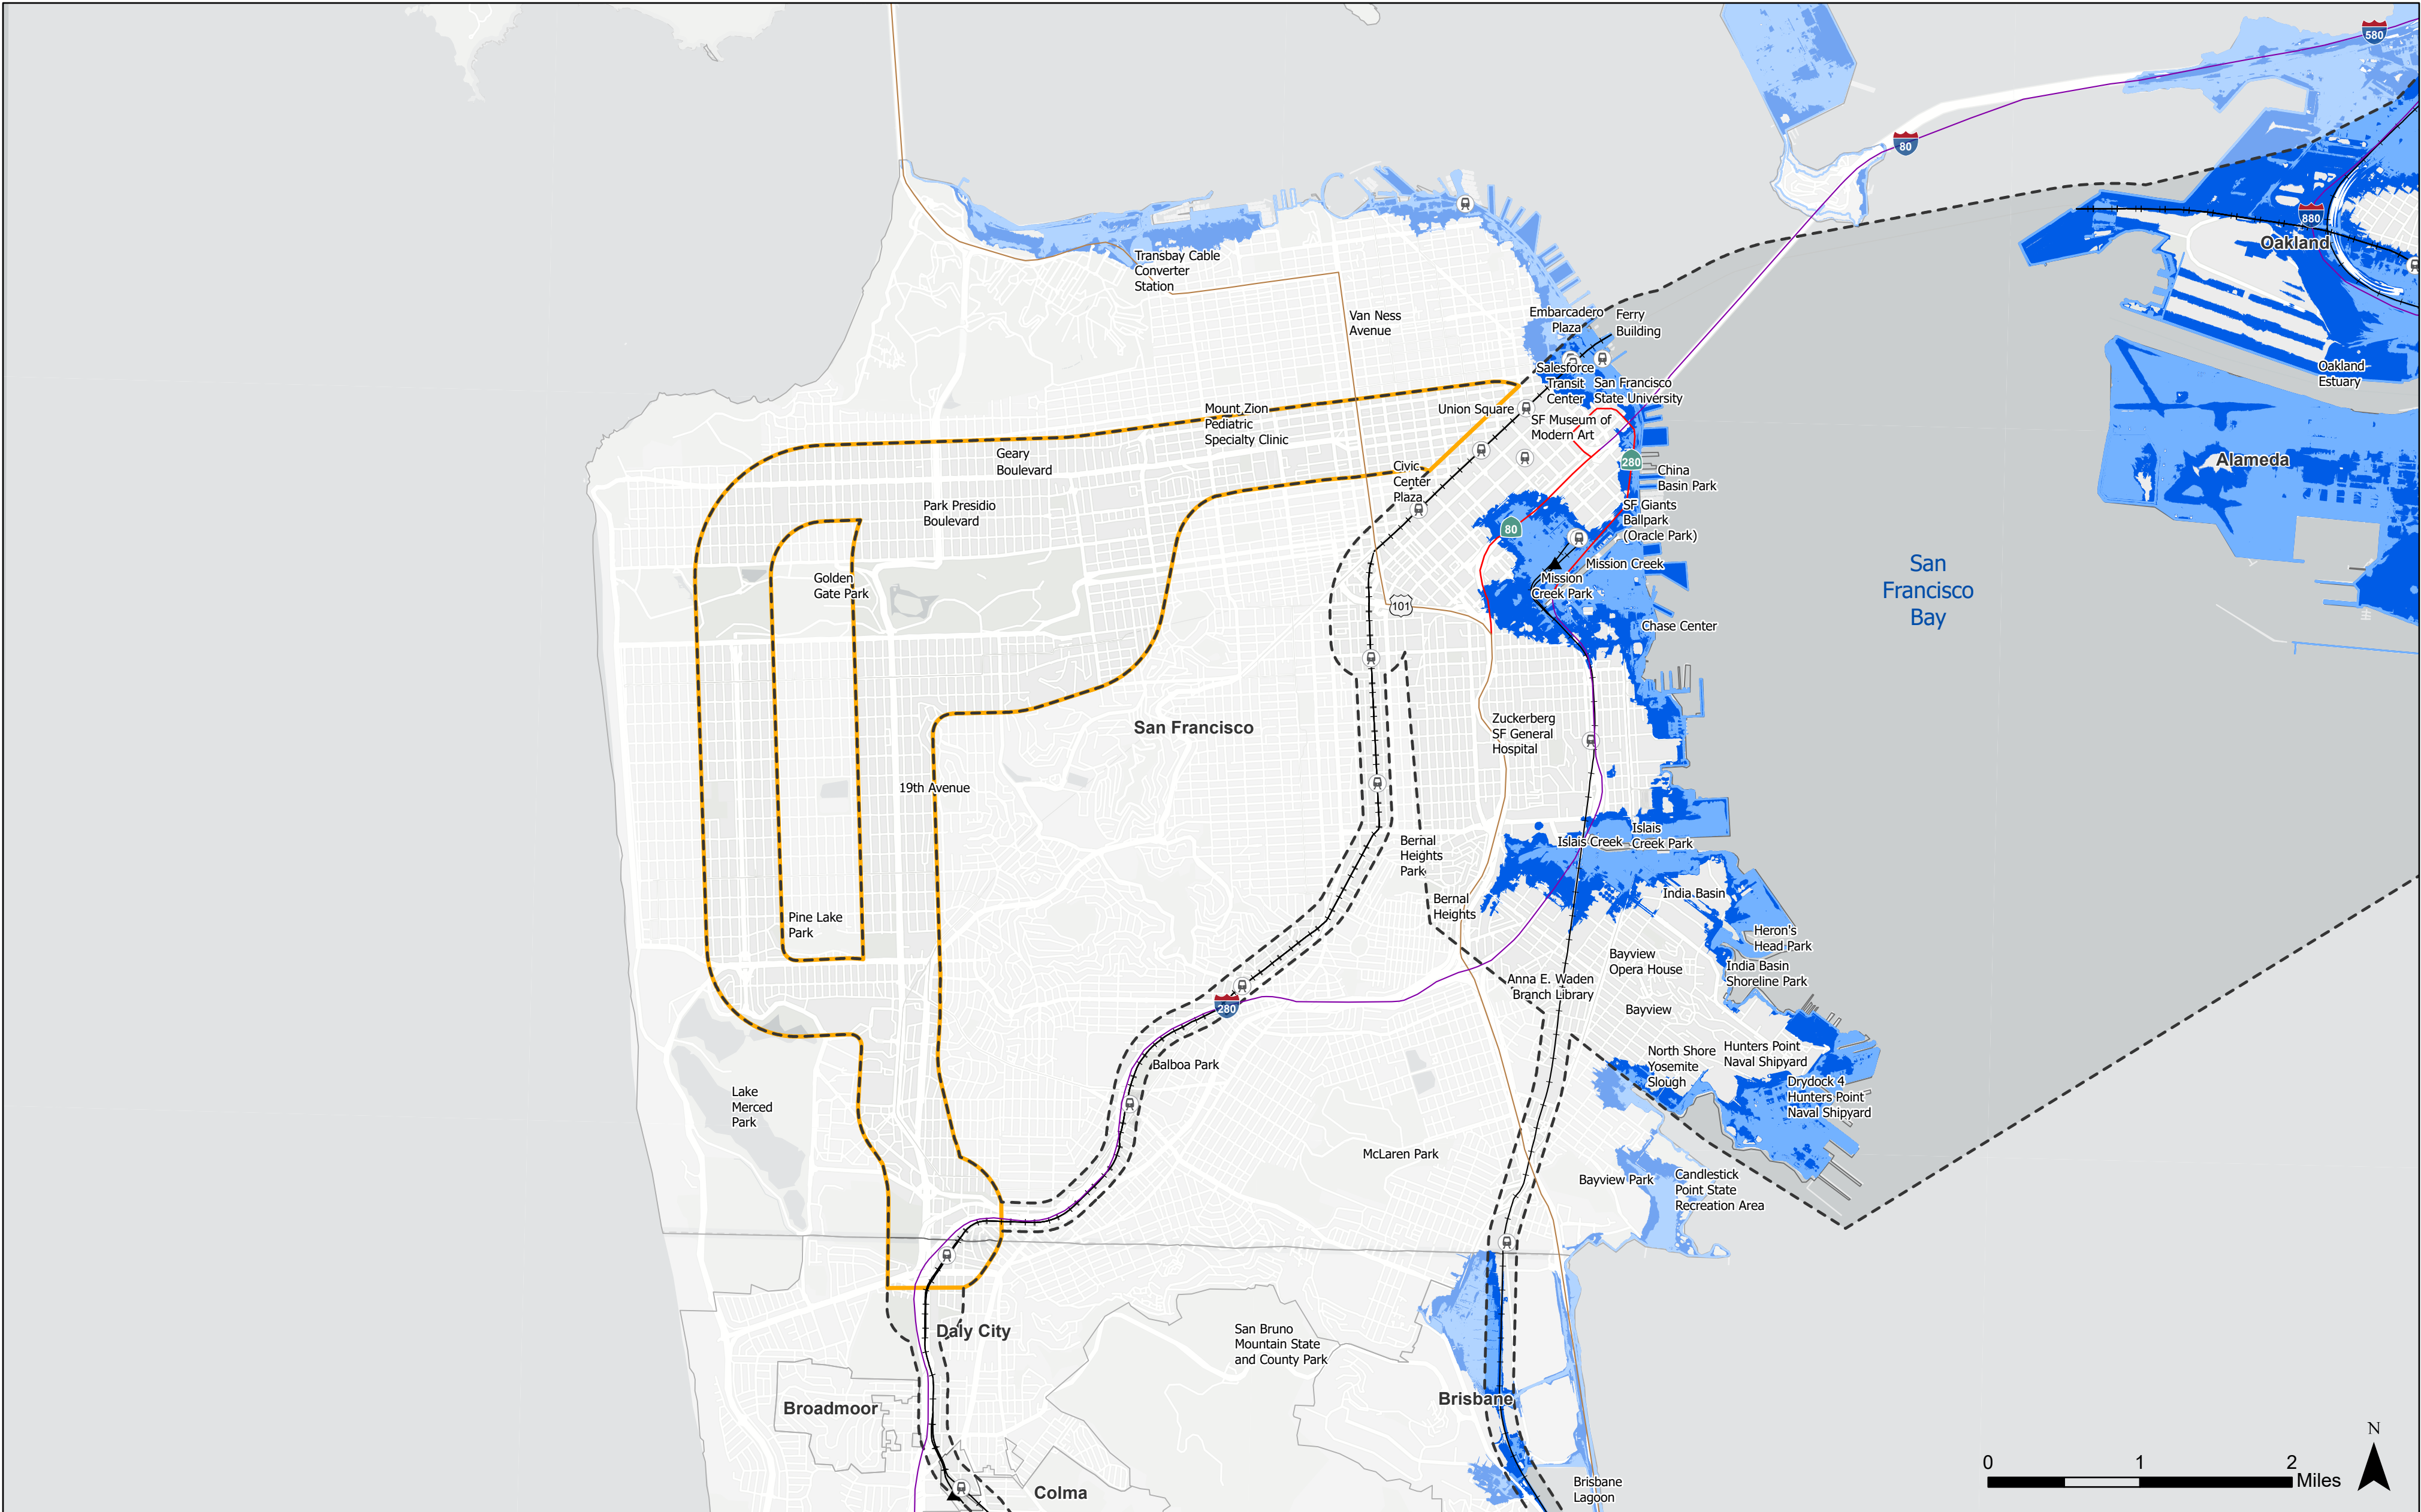 580
80
880
Oakland
Transbay Cable
Converter
Station
Van Ness
Avenue
Embarcadero
Plaza
Ferry
Building
Salesforce
Transit
Center
San Francisco
State University
Oakland
Estuary
Mount Zion
Pediatric
Specialty Clinic
Union Square
SF Museum of
Modern Art
Geary
Boulevard
Civic
Center
Plaza
280
China
Basin Park
Alameda
Park Presidio
Boulevard
SF Giants
Ballpark
(Oracle Park)
80
Mission Creek
Mission
Creek Park
Golden
Gate Park
San
Francisco
Bay
101
Chase Center
San Francisco
Zuckerberg
SF General
Hospital
19th Avenue
Bernal
Heights
Park
Islais Creek
Islais
Creek Park
India Basin
Bernal
Heights
Pine Lake
Park
Heron's
Head Park
Bayview
Opera House
India Basin
Shoreline Park
Anna E. Waden
Branch Library
280
Bayview
Balboa Park
North Shore
Yosemite
Slough
Hunters Point
Naval Shipyard
Drydock 4
Hunters Point
Naval Shipyard
Lake
Merced
Park
McLaren Park
Bayview Park
Candlestick
Point State
Recreation Area
Daly City
San Bruno
Mountain State
and County Park
Broadmoor
Brisbane
Colma
Brisbane
Lagoon
N
0 1 2
Miles